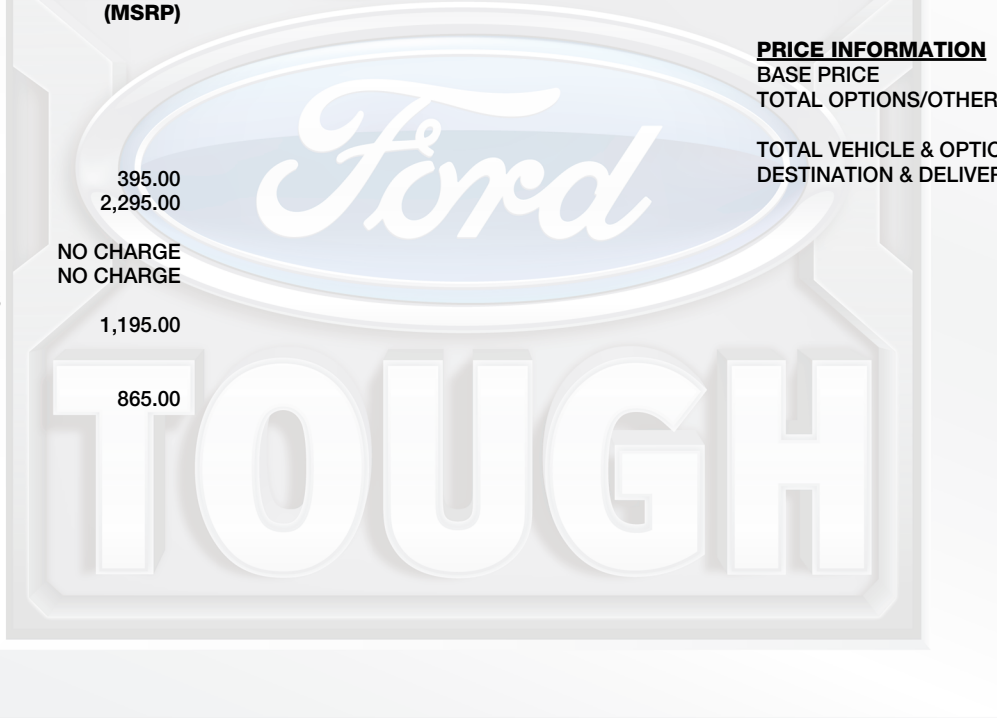 (MSRP)
395.00
2,295.00
NO CHARGE
NO CHARGE
1,195.00
865.00
PRICE INFORMATION
BASE PRICE
TOTAL OPTIONS/OTHER
TOTAL VEHICLE & OPTIO
DESTINATION & DELIVER
Ford
TOUGH